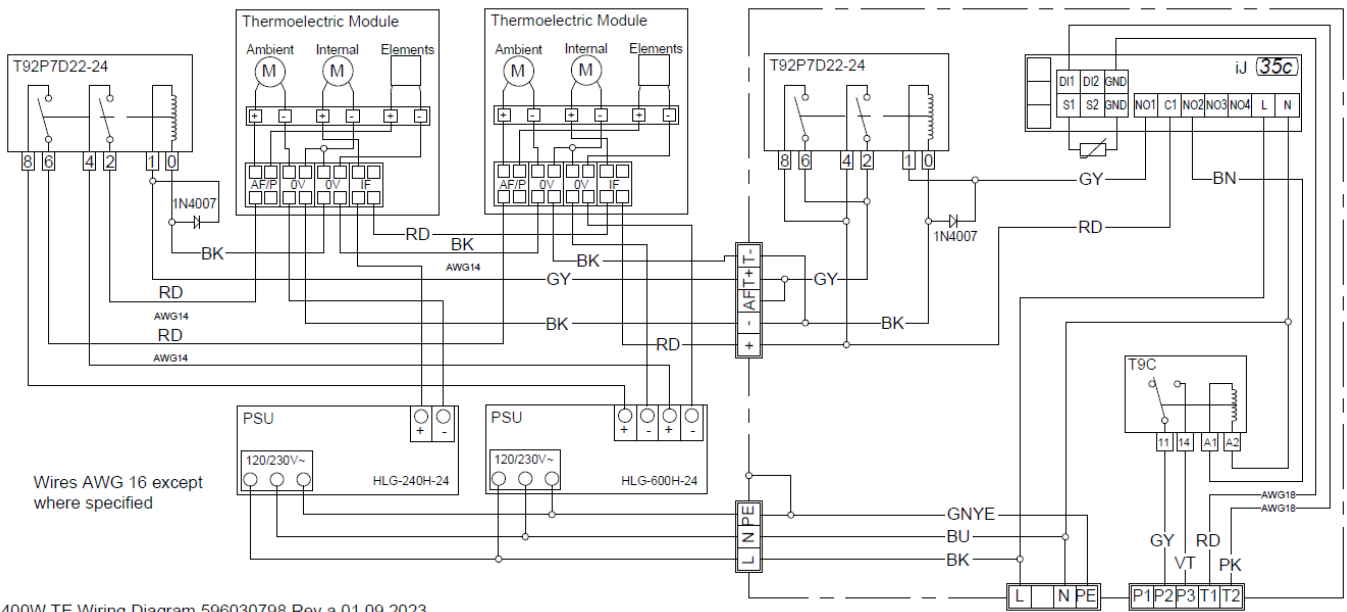 Thermoelectric Module
Ambient Internal Elements
M M
+ - + - + -
AF/P 0V 0V IF
Thermoelectric Module
Ambient Internal Elements
M M
+ - + - + -
AF/P 0V 0V IF
T92P7D22-24
8 6 4 2 1 0
1N4007
T92P7D22-24
8 6 4 2 1 0
1N4007
iJ 35c
DI1 DI2 GND
S1 S2 GND
NO1 C1 NO2 NO3 NO4 L N
GY
BN
RD
RD
BK
BK
AWG14
BK
GY
GY
RD
AWG14
BK
BK
RD
AWG14
RD
T-
T+
AF
-
+
T9C
11 14 A1 A2
PSU
+ -
120/230V~
HLG-240H-24
PSU
+ - + -
120/230V~
HLG-600H-24
Wires AWG 16 except
where specified
AWG18
AWG18
PE
N
L
GNYE
BU
BK
GY RD
VT PK
L N PE
P1 P2 P3 T1 T2
400W TE Wiring Diagram 596030798 Rev a 01.09.2023